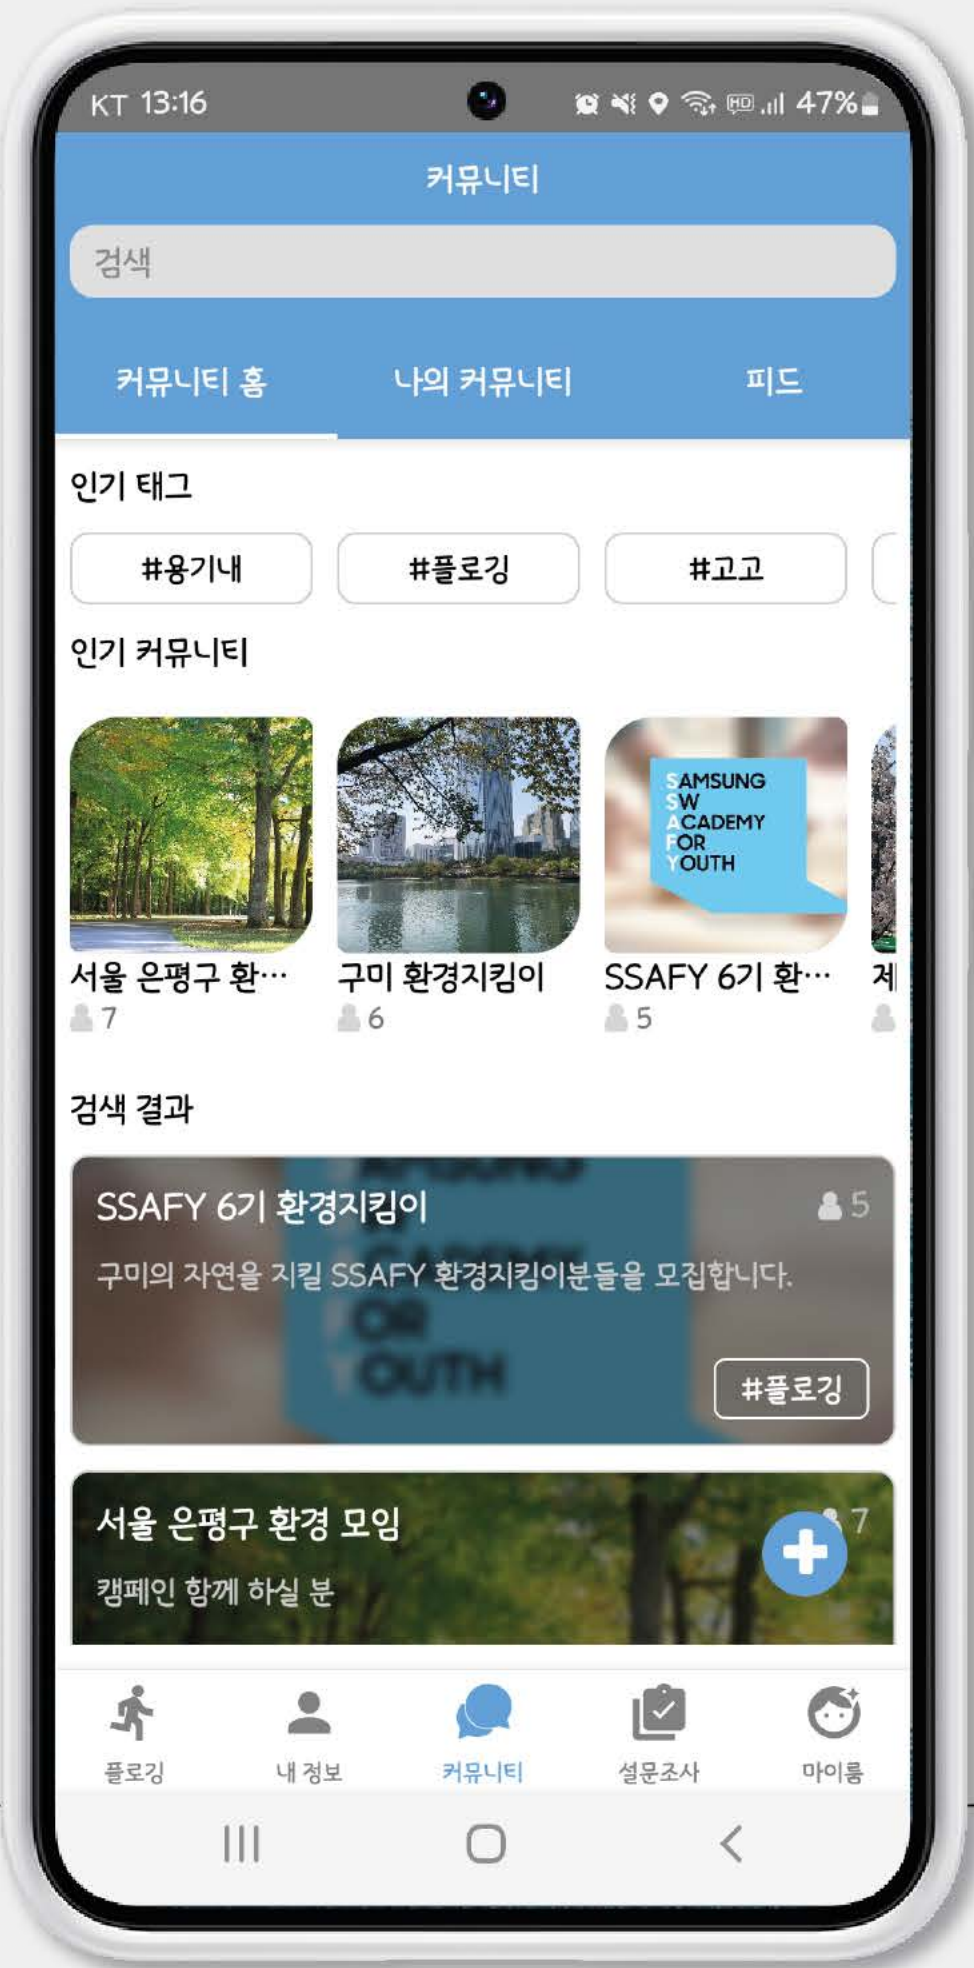 KT 13:16
HD 47%
커뮤니티
검색
커뮤니티 홈 나의 커뮤니티 피드
인기 태그
#용기내 #플로깅 #고고
인기 커뮤니티
SAMSUNG
SW
ACADEMY
FOR
YOUTH
서울 은평구 환… 구미 환경지킴이 SSAFY 6기 환… 제
7 6 5
검색 결과
SSAFY 6기 환경지킴이 5
구미의 자연을 지킬 SSAFY 환경지킴이분들을 모집합니다.
ACADEMY
FOR
YOUTH
#플로깅
서울 은평구 환경 모임 7
캠페인 함께 하실 분
플로깅 내 정보 커뮤니티 설문조사 마이룸